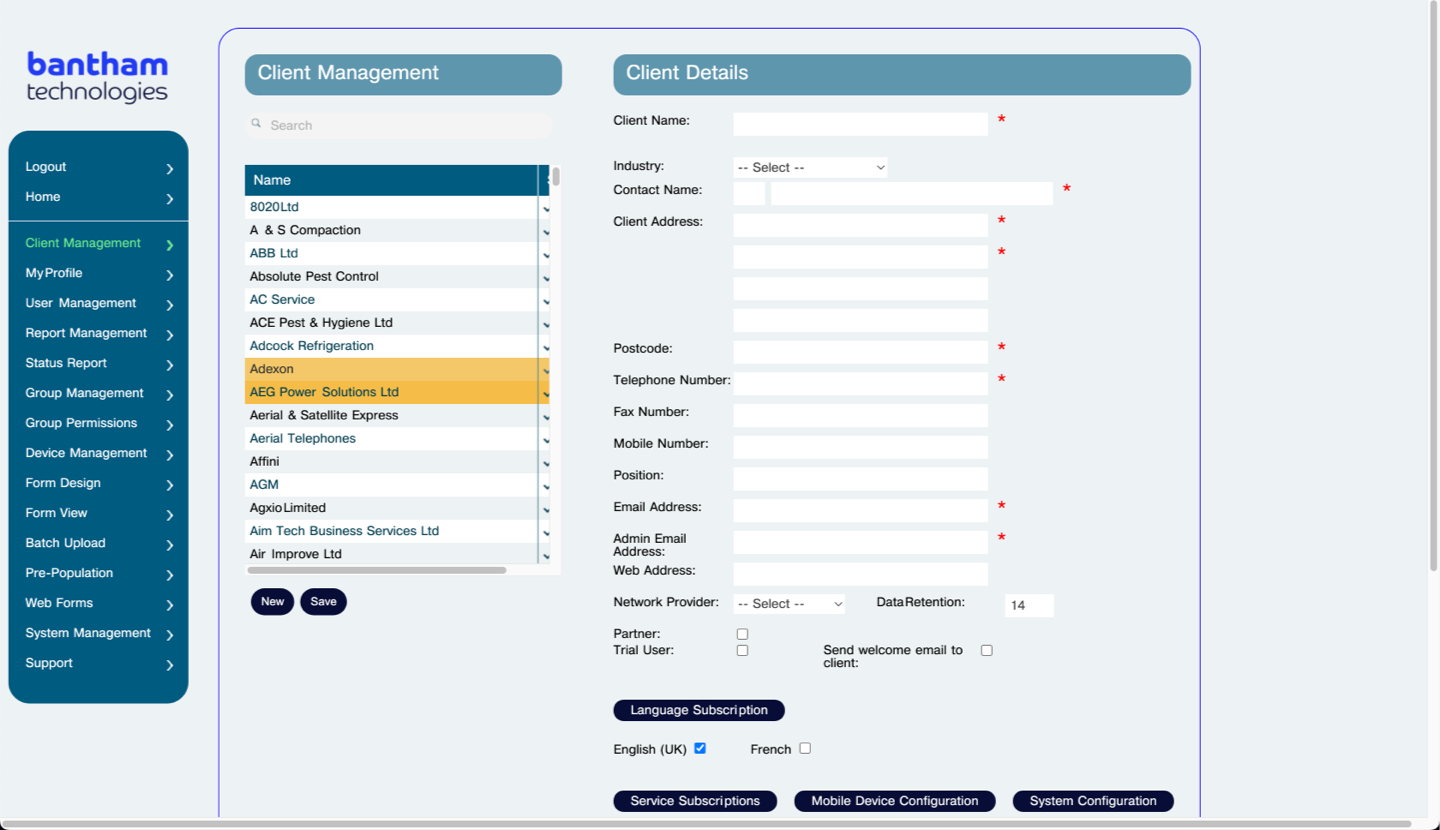 bantham
technologies
Logout
Home
Client Management
MyProfile
User Management
Report Management
Status Report
Group Management
Group Permissions
Device Management
Form Design
Form View
Batch Upload
Pre-Population
Web Forms
System Management
Support
Client Management
Search
Name
8020Ltd
A & S Compaction
ABB Ltd
Absolute Pest Control
AC Service
ACE Pest & Hygiene Ltd
Adcock Refrigeration
Adexon
AEG Power Solutions Ltd
Aerial & Satellite Express
Aerial Telephones
Affini
AGM
AgxioLimited
Aim Tech Business Services Ltd
Air Improve Ltd
New Save
Client Details
Client Name: *
Industry: -- Select --
Contact Name: *
Client Address: *
*
Postcode: *
Telephone Number: *
Fax Number:
Mobile Number:
Position:
Email Address: *
Admin Email *
Address:
Web Address:
Network Provider: -- Select -- DataRetention: 14
Partner:
Trial User: Send welcome email to
client:
Language Subscription
English (UK) French
Service Subscriptions Mobile Device Configuration System Configuration